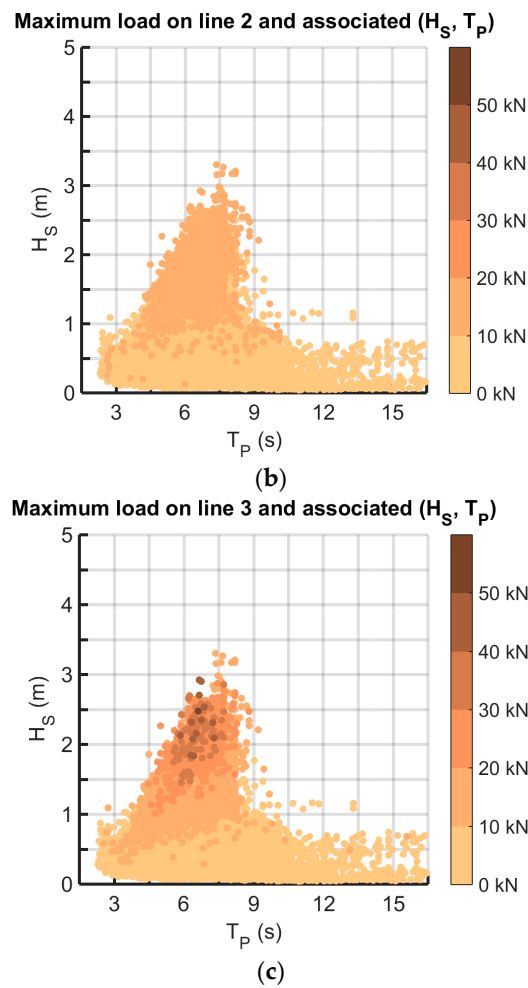 Maximum load on line 2 and associated (H_S, T_P)
5
4
3
2
1
0
H_S (m)
3 6 9 12 15
T_P (s)
50 kN
40 kN
30 kN
20 kN
10 kN
0 kN
(b)
Maximum load on line 3 and associated (H_S, T_P)
5
4
3
2
1
0
H_S (m)
3 6 9 12 15
T_P (s)
50 kN
40 kN
30 kN
20 kN
10 kN
0 kN
(c)